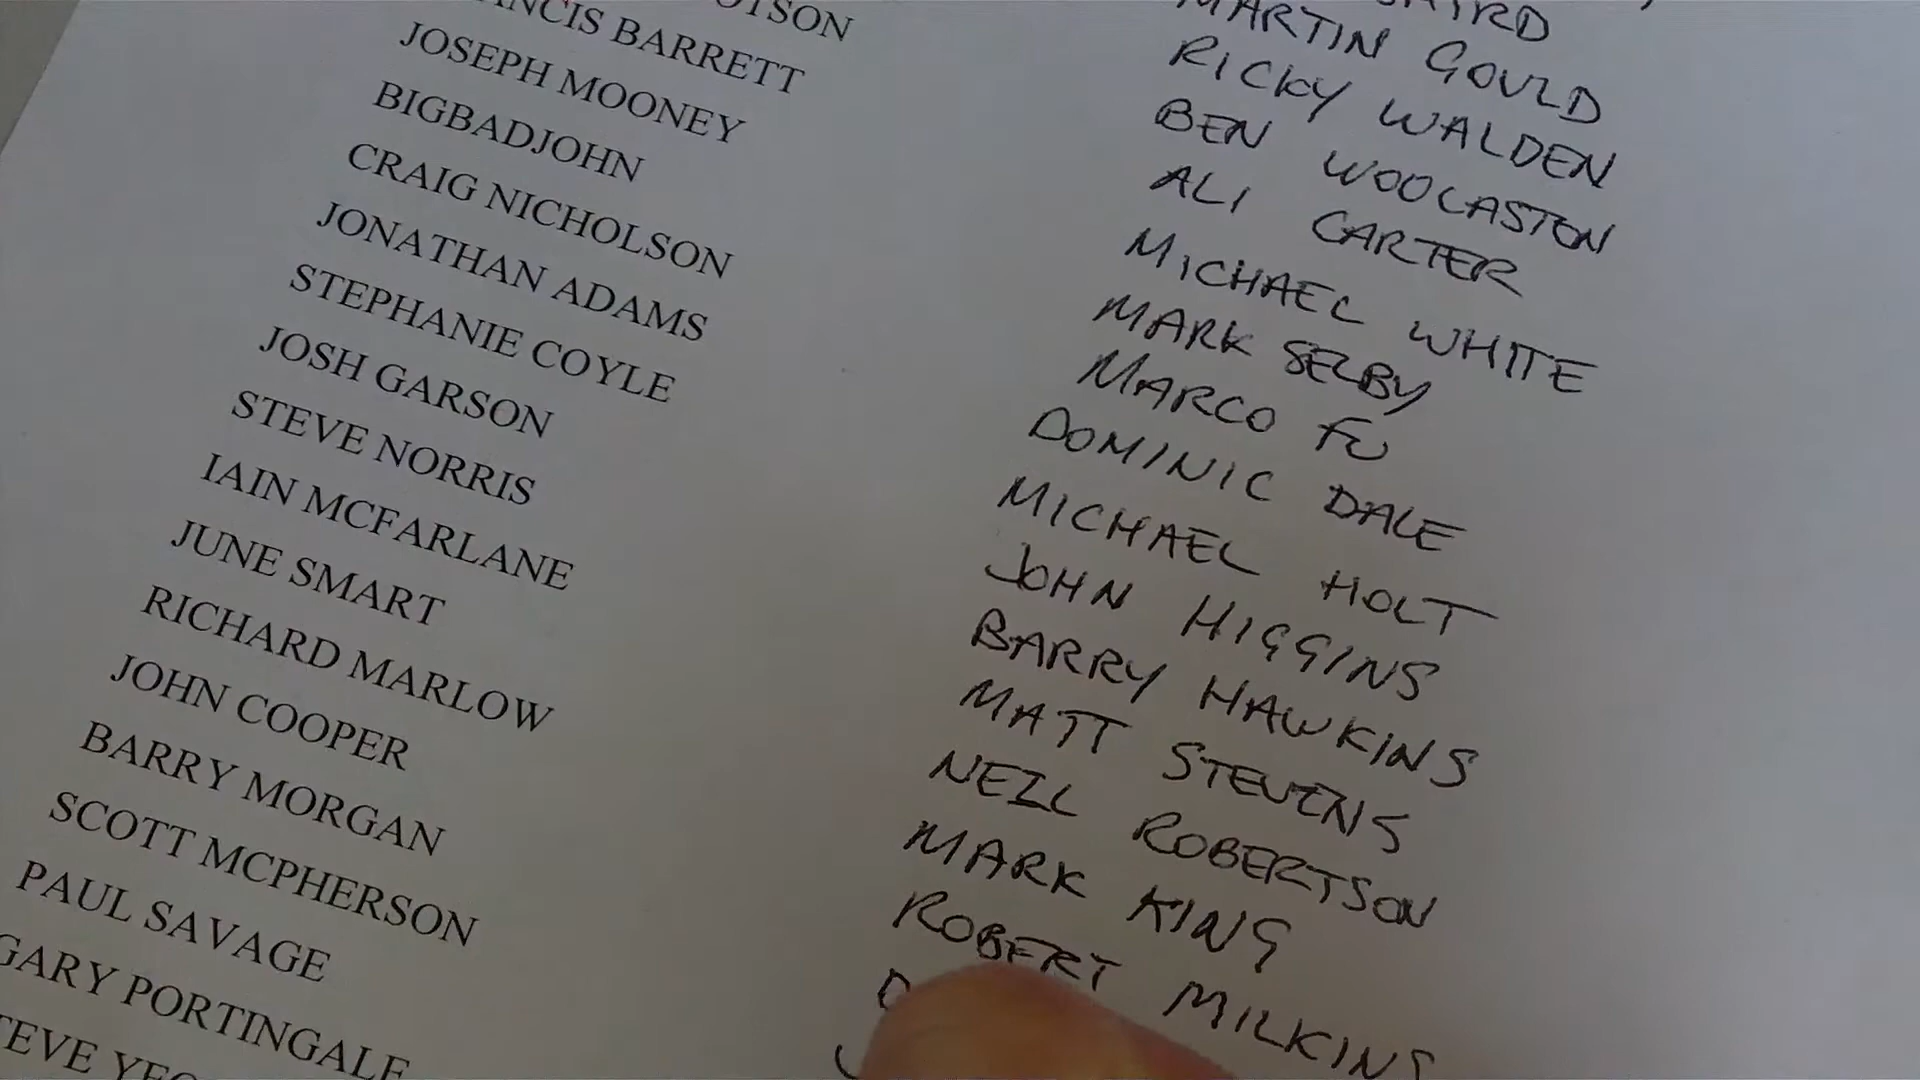 FRANCIS BARRETT
JOSEPH MOONEY
BIGBADJOHN
CRAIG NICHOLSON
JONATHAN ADAMS
STEPHANIE COYLE
JOSH GARSON
STEVE NORRIS
IAIN MCFARLANE
JUNE SMART
RICHARD MARLOW
JOHN COOPER
BARRY MORGAN
SCOTT MCPHERSON
PAUL SAVAGE
GARY PORTINGALE
MARTIN GOULD
RICKY WALDEN
BEN WOOLASTON
ALI CARTER
MICHAEL WHITE
MARK SELBY
MARCO FU
DOMINIC DALE
MICHAEL HOLT
JOHN HIGGINS
BARRY HAWKINS
MATT STEVENS
NEIL ROBERTSON
MARK KING
ROBERT MILKINS